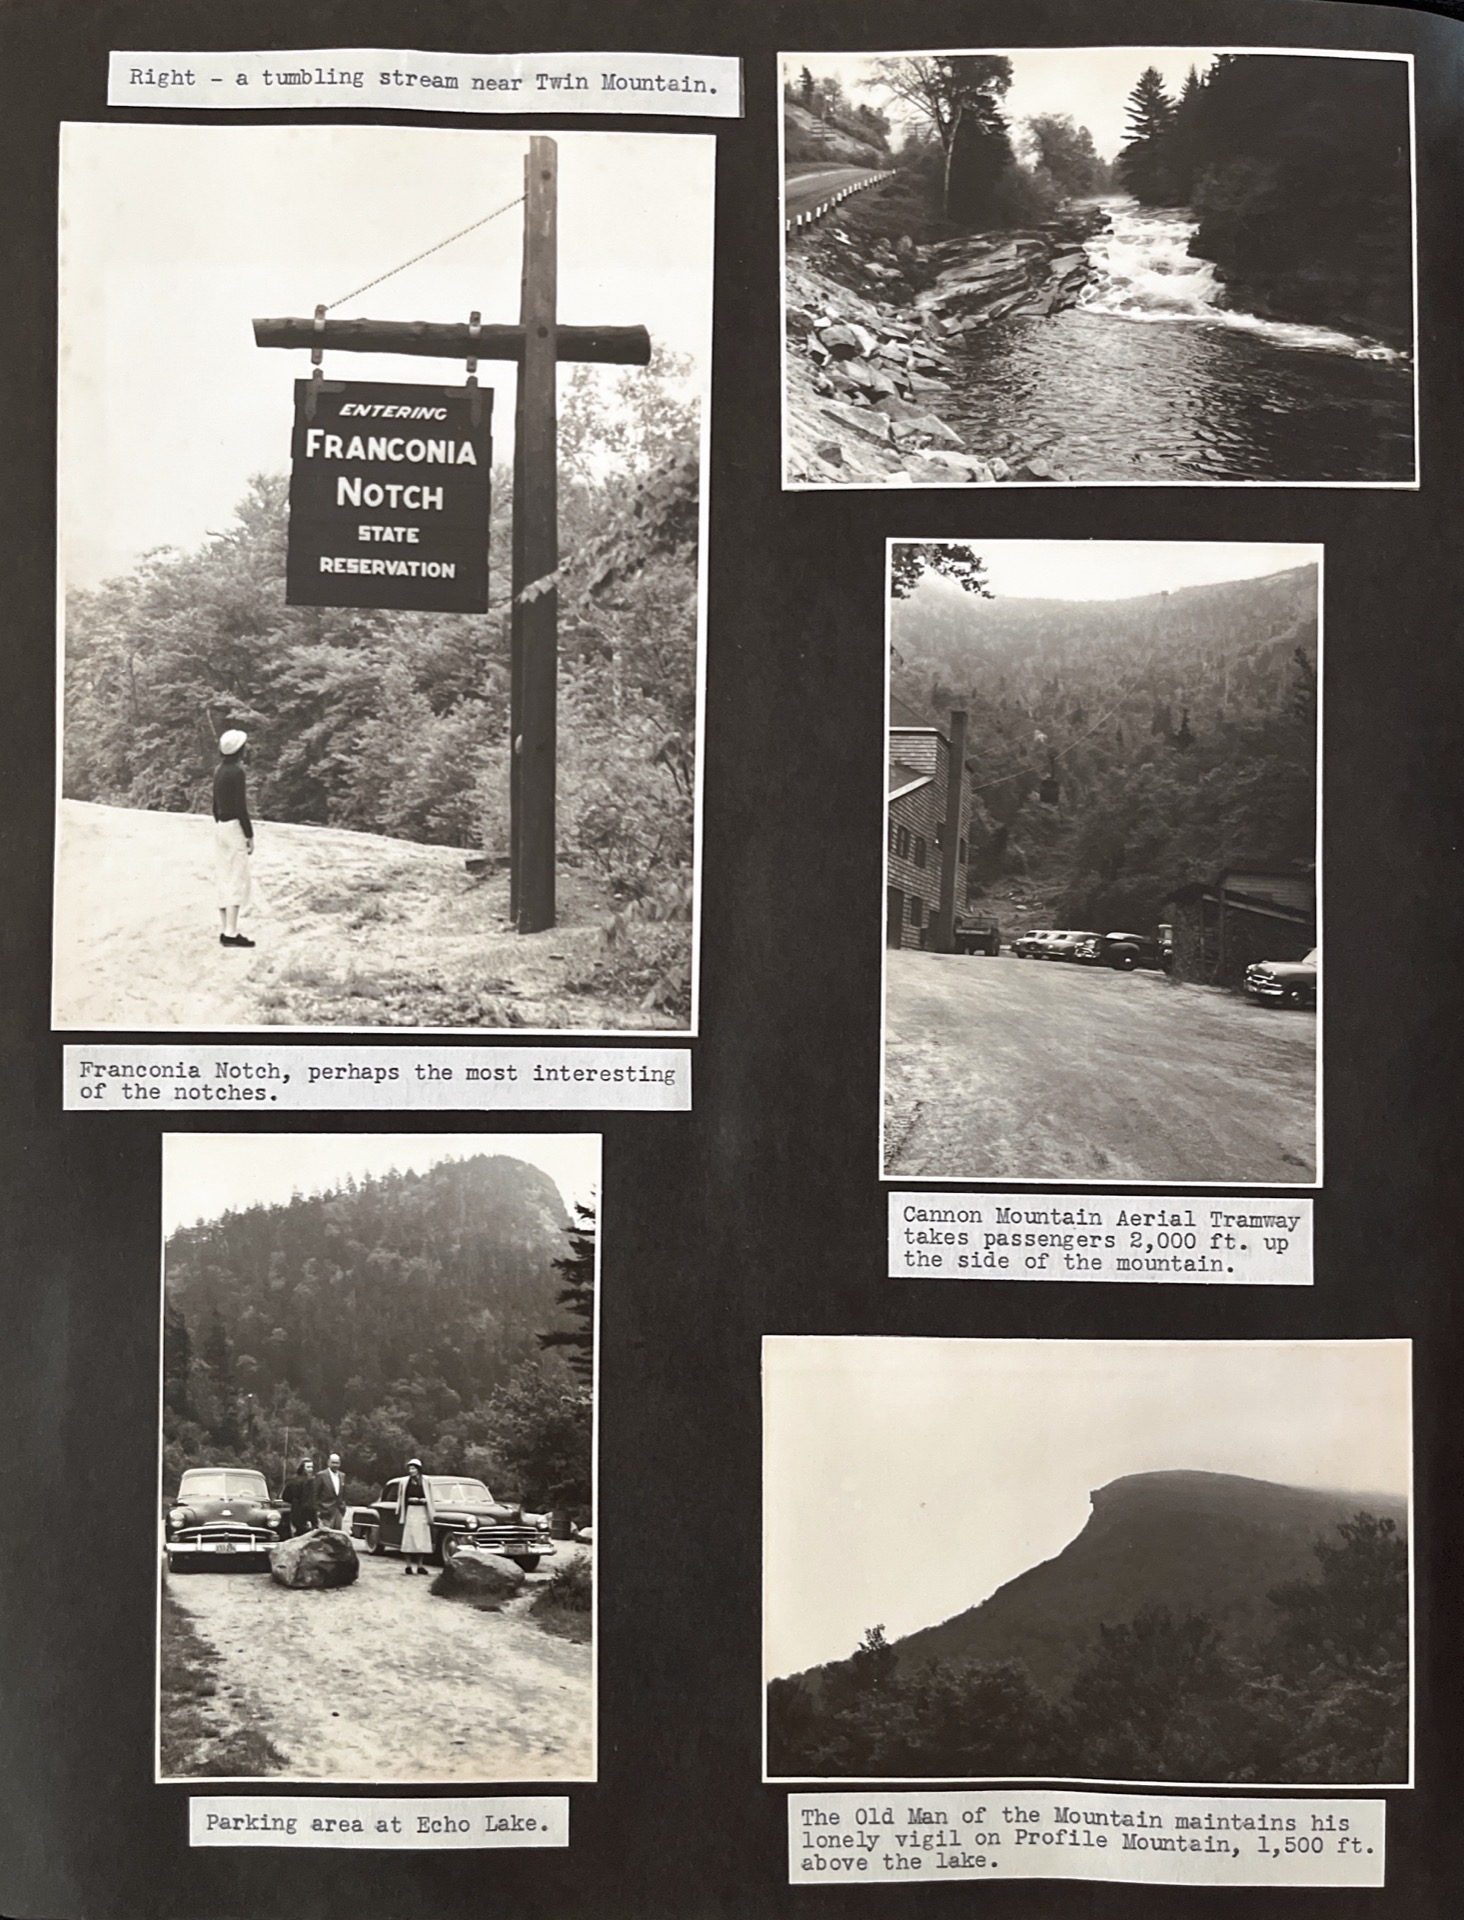 Right - a tumbling stream near Twin Mountain.
ENTERING
FRANCONIA
NOTCH
STATE
RESERVATION
Franconia Notch, perhaps the most interesting
of the notches.
Cannon Mountain Aerial Tramway
takes passengers 2,000 ft. up
the side of the mountain.
Parking area at Echo Lake.
The Old Man of the Mountain maintains his
lonely vigil on Profile Mountain, 1,500 ft.
above the lake.